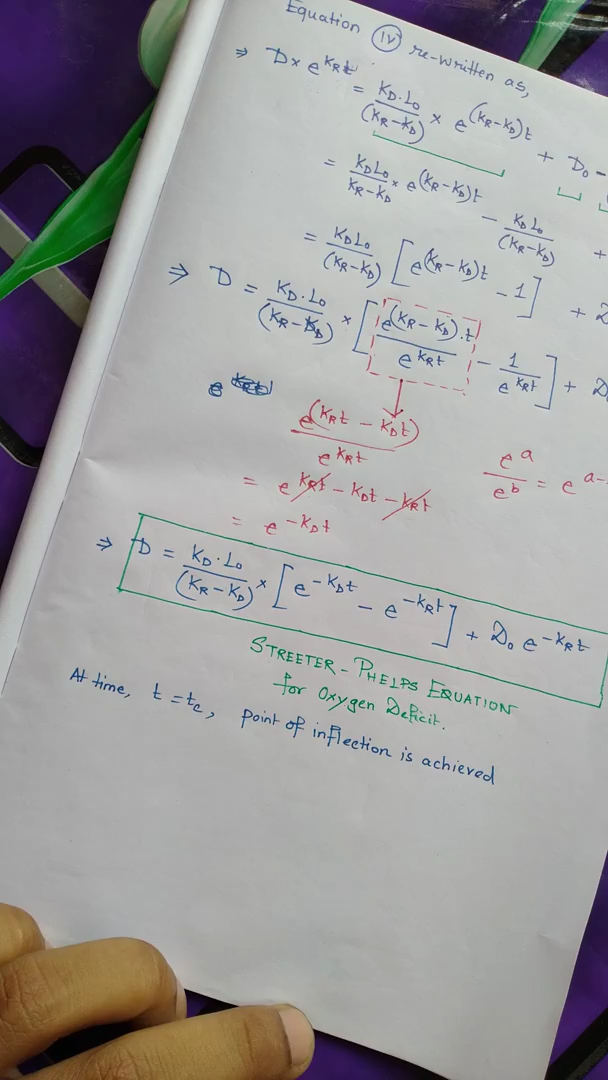 Equation (IV) re-written as,
⇒ D × e^(K_R t) = K_D·L_0/(K_R − K_D) × e^((K_R − K_D)t) + D_0 −
= K_D L_0/(K_R − K_D) × e^((K_R − K_D)t) − K_D L_0/(K_R − K_D) +
= K_D L_0/(K_R − K_D) [e^((K_R − K_D)t) − 1] +
⇒ D = K_D·L_0/(K_R − K_D) × [e^((K_R − K_D)·t)/e^(K_R t) − 1/e^(K_R t)] + D
e^(K_R t − K_D t)/e^(K_R t)
e^a/e^b = e^(a−
= e^(K_R t − K_D t − K_R t)
= e^(−K_D t)
⇒ D = K_D·L_0/(K_R − K_D) × [e^(−K_D t) − e^(−K_R t)] + D_0 e^(−K_R t)
STREETER-PHELPS EQUATION
for Oxygen Deficit.
At time, t = t_c, point of inflection is achieved